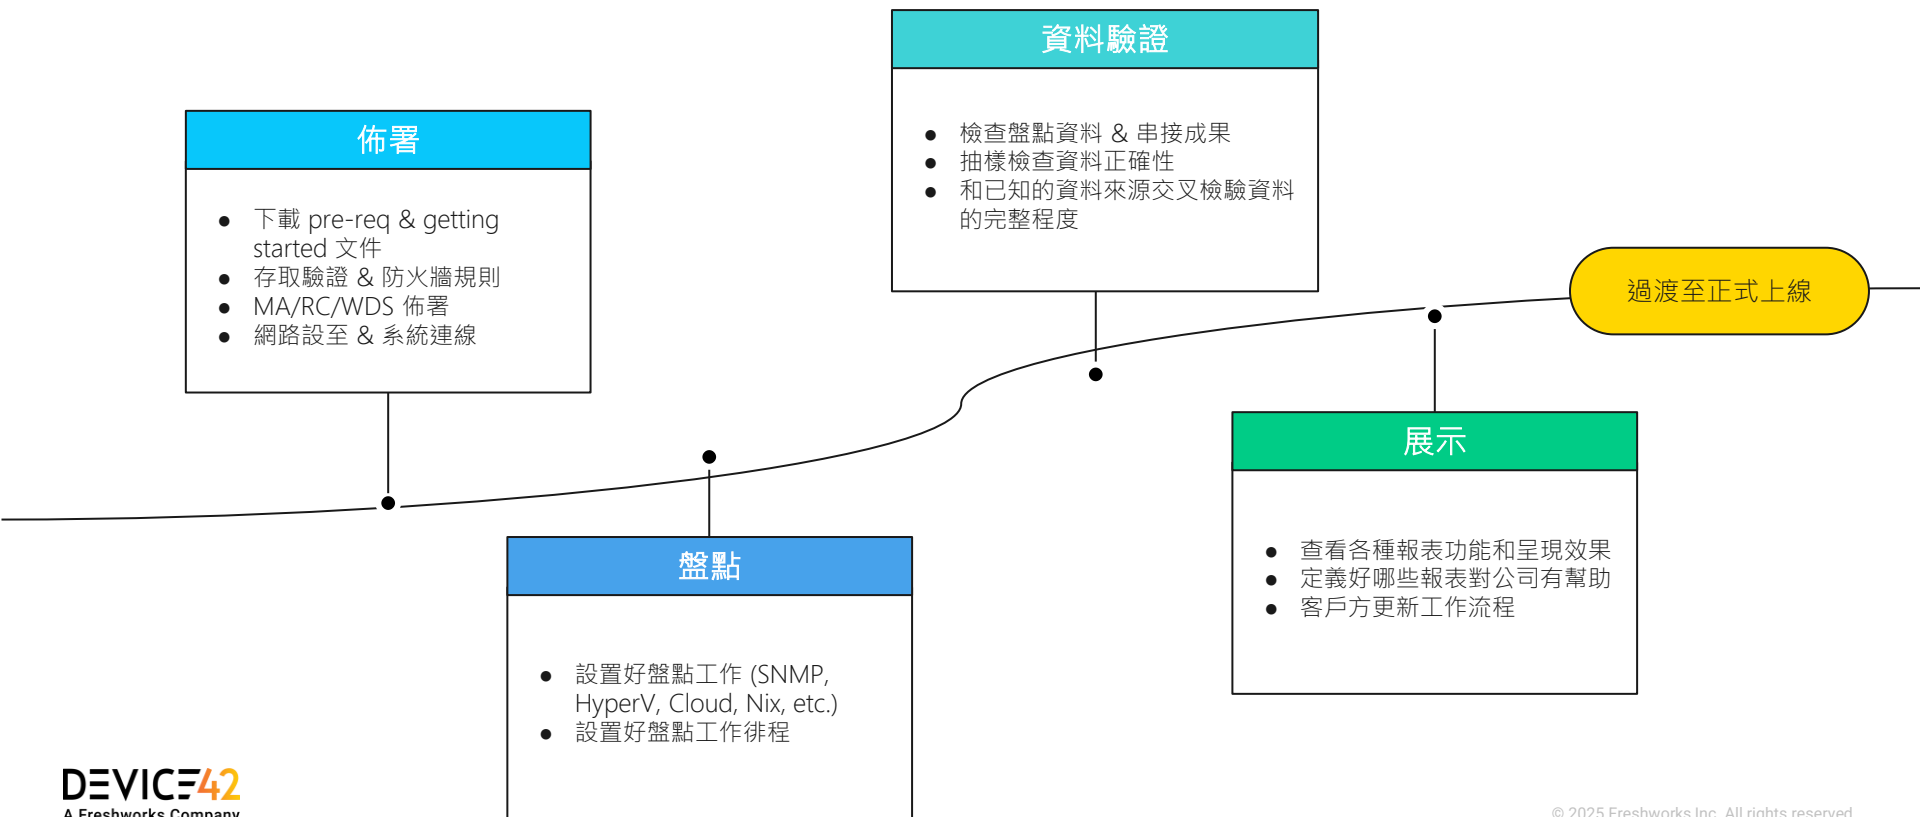 佈署
下載 pre-req & getting
started 文件
存取驗證 & 防火牆規則
MA/RC/WDS 佈署
網路設至 & 系統連線
盤點
設置好盤點工作 (SNMP,
HyperV, Cloud, Nix, etc.)
設置好盤點工作徘程
資料驗證
檢查盤點資料 & 串接成果
抽樣檢查資料正確性
和已知的資料來源交叉檢驗資料
的完整程度
展示
查看各種報表功能和呈現效果
定義好哪些報表對公司有幫助
客戶方更新工作流程
過渡至正式上線
DEVICE42
A Freshworks Company
© 2025 Freshworks Inc. All rights reserved